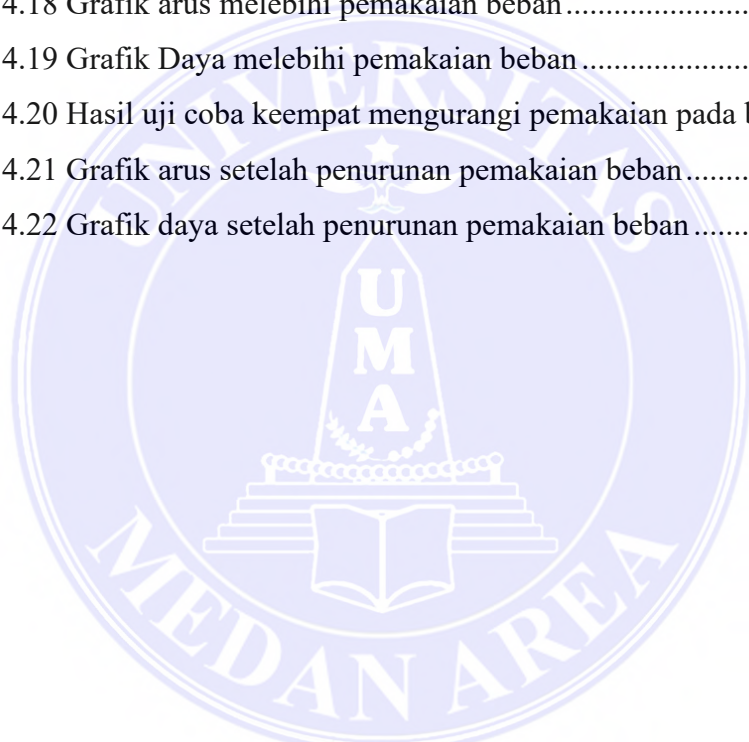 4.18 Grafik arus melebihi pemakaian beban........................
4.19 Grafik Daya melebihi pemakaian beban......................
4.20 Hasil uji coba keempat mengurangi pemakaian pada
4.21 Grafik arus setelah penurunan pemakaian beban........
4.22 Grafik daya setelah penurunan pemakaian beban.......
UNIVERSITAS
U
M
A
MEDAN AREA